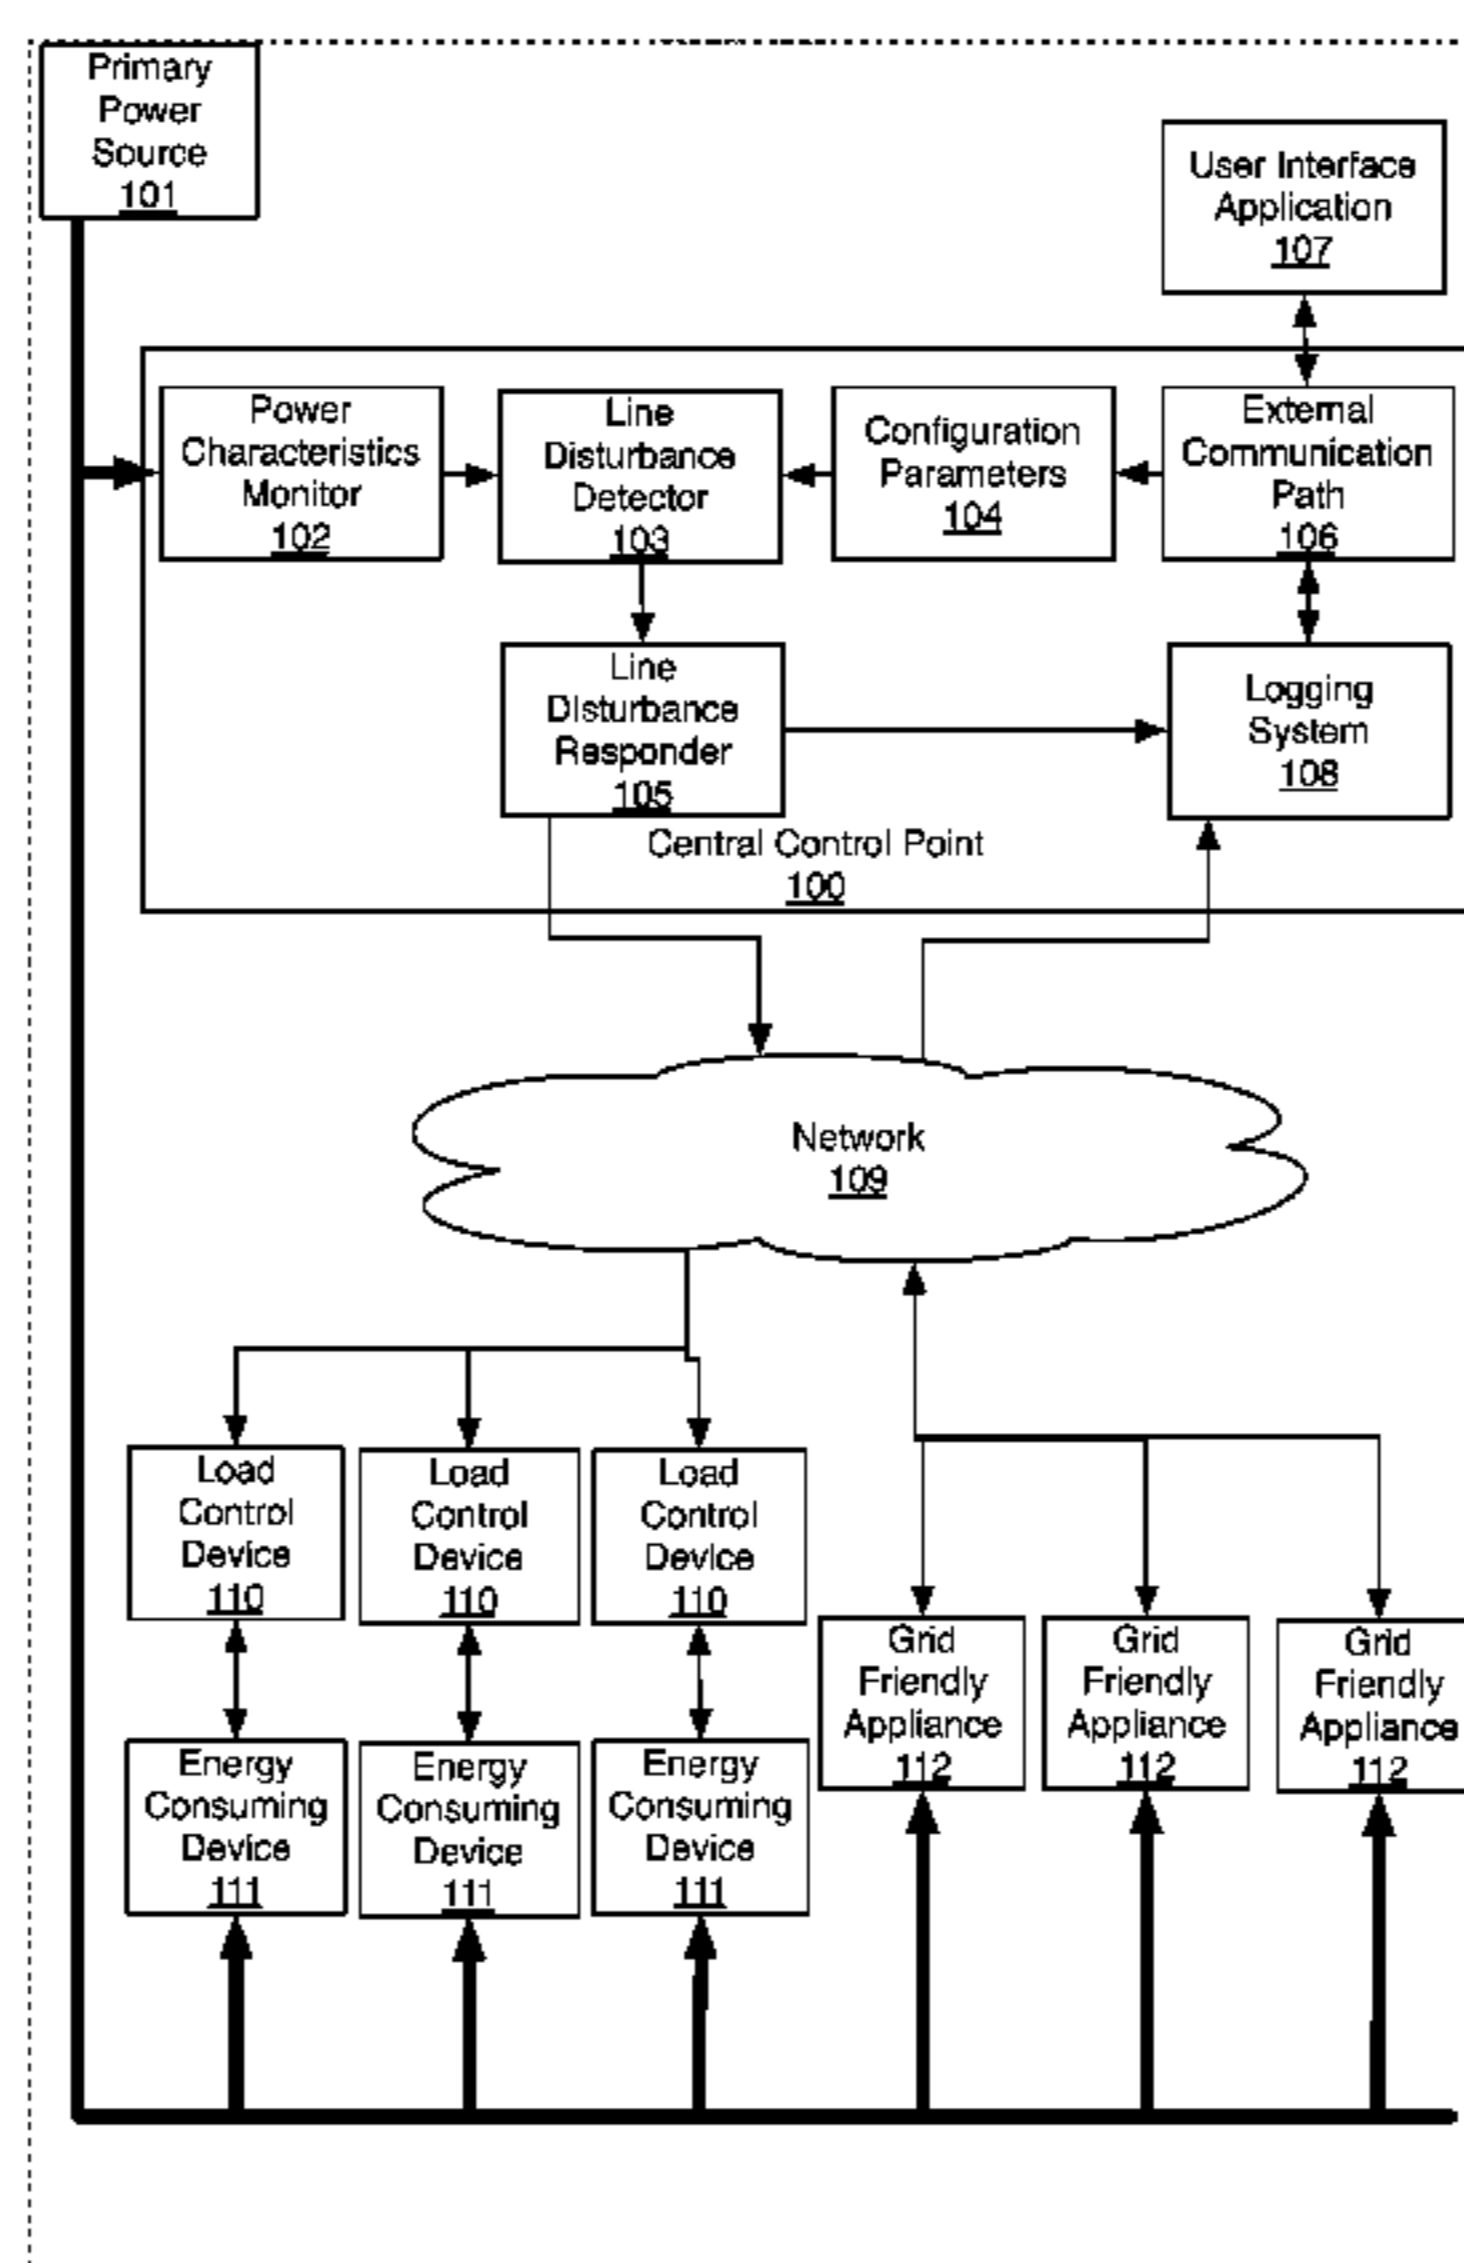 Primary
Power
Source
101
User Interface
Application
107
Power
Characteristics
Monitor
102
Line
Disturbance
Detector
103
Configuration
Parameters
104
External
Communication
Path
106
Line
Disturbance
Responder
105
Logging
System
108
Central Control Point
100
Network
109
Load
Control
Device
110
Load
Control
Device
110
Load
Control
Device
110
Grid
Friendly
Appliance
112
Grid
Friendly
Appliance
112
Grid
Friendly
Appliance
112
Energy
Consuming
Device
111
Energy
Consuming
Device
111
Energy
Consuming
Device
111